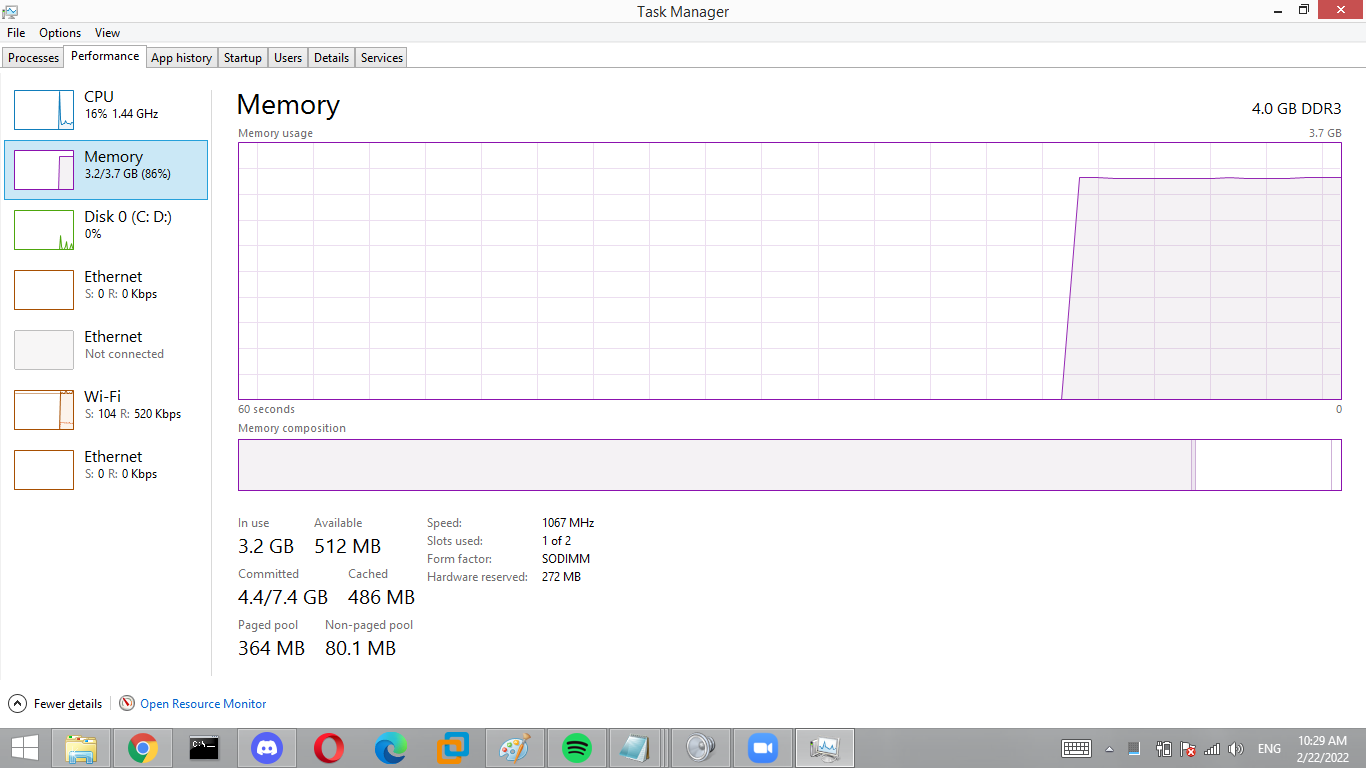 Task Manager
File Options View
Processes Performance App history Startup Users Details Services
CPU
16% 1.44 GHz
Memory
3.2/3.7 GB (86%)
Disk 0 (C: D:)
0%
Ethernet
S: 0 R: 0 Kbps
Ethernet
Not connected
Wi-Fi
S: 104 R: 520 Kbps
Ethernet
S: 0 R: 0 Kbps
Memory 4.0 GB DDR3
Memory usage 3.7 GB
60 seconds 0
Memory composition
In use Available
3.2 GB 512 MB
Committed Cached
4.4/7.4 GB 486 MB
Paged pool Non-paged pool
364 MB 80.1 MB
Speed: 1067 MHz
Slots used: 1 of 2
Form factor: SODIMM
Hardware reserved: 272 MB
Fewer details Open Resource Monitor
C:\
ENG
10:29 AM
2/22/2022